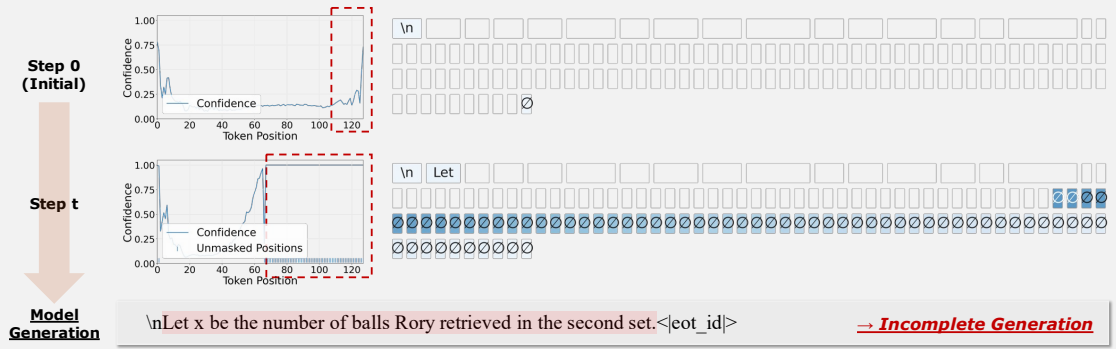 Step 0
(Initial)
Confidence
1.00
0.75
0.50
0.25
0.00
Confidence
0 20 40 60 80 100 120
Token Position
\n
∅
Step t
Confidence
1.00
0.75
0.50
0.25
0.00
Confidence
Unmasked Positions
0 20 40 60 80 100 120
Token Position
\n Let
∅ ∅ ∅ ∅
∅ ∅ ∅ ∅ ∅ ∅ ∅ ∅ ∅ ∅ ∅ ∅ ∅ ∅ ∅ ∅ ∅ ∅ ∅ ∅ ∅ ∅ ∅ ∅ ∅ ∅ ∅ ∅ ∅ ∅ ∅ ∅ ∅ ∅ ∅ ∅ ∅ ∅ ∅ ∅ ∅ ∅ ∅ ∅ ∅ ∅ ∅ ∅ ∅ ∅
∅ ∅ ∅ ∅ ∅ ∅ ∅ ∅ ∅ ∅
Model
Generation
\nLet x be the number of balls Rory retrieved in the second set.<|eot_id|>
→ Incomplete Generation